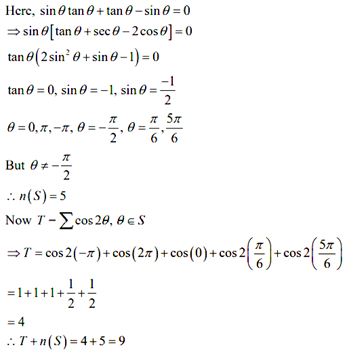 Here, sin θ tan θ + tan θ − sin θ = 0
⇒ sin θ [tan θ + sec θ − 2cos θ] = 0
tan θ (2 sin² θ + sin θ − 1) = 0
tan θ = 0, sin θ = −1, sin θ = −1/2
θ = 0, π, −π, θ = −π/2, θ = π/6, 5π/6
But θ ≠ −π/2
∴ n(S) = 5
Now T − ∑ cos 2θ, θ ∈ S
⇒ T = cos 2(−π) + cos (2π) + cos (0) + cos 2(π/6) + cos 2(5π/6)
= 1 + 1 + 1 + 1/2 + 1/2
= 4
∴ T + n(S) = 4 + 5 = 9